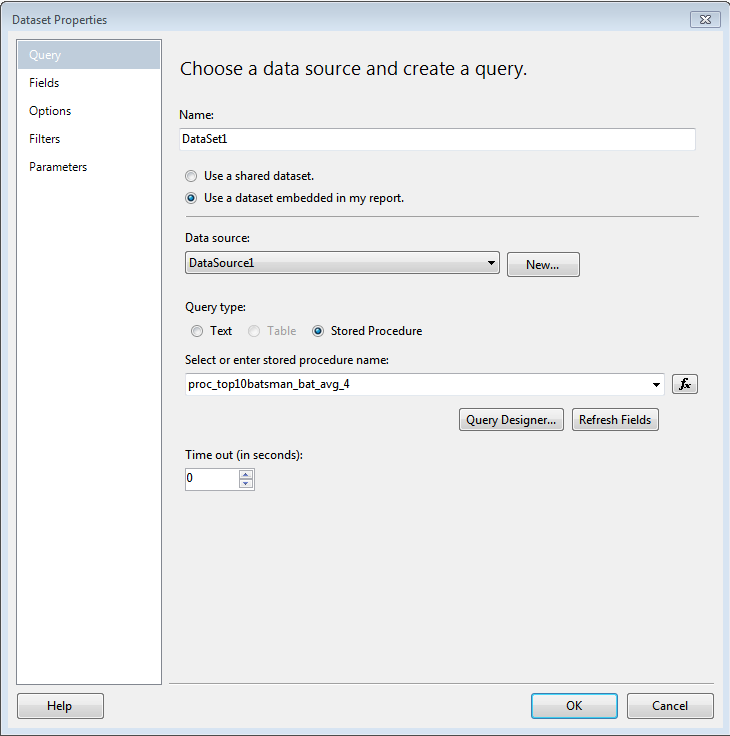 Dataset Properties
Query
Fields
Options
Filters
Parameters
Choose a data source and create a query.
Name:
DataSet1
Use a shared dataset.
Use a dataset embedded in my report.
Data source:
DataSource1
New...
Query type:
Text Table Stored Procedure
Select or enter stored procedure name:
proc_top10batsman_bat_avg_4
fx
Query Designer... Refresh Fields
Time out (in seconds):
0
Help OK Cancel